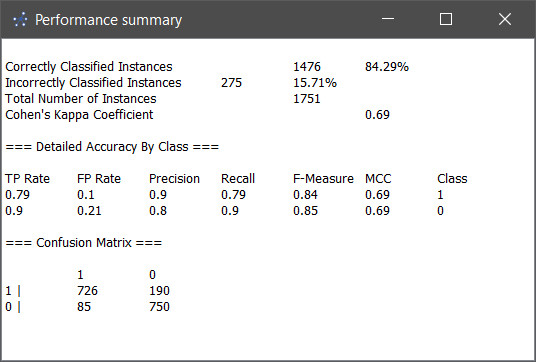 Performance summary
Correctly Classified Instances 1476 84.29%
Incorrectly Classified Instances 275 15.71%
Total Number of Instances 1751
Cohen's Kappa Coefficient 0.69
=== Detailed Accuracy By Class ===
TP Rate FP Rate Precision Recall F-Measure MCC Class
0.79 0.1 0.9 0.79 0.84 0.69 1
0.9 0.21 0.8 0.9 0.85 0.69 0
=== Confusion Matrix ===
1 0
1 | 726 190
0 | 85 750